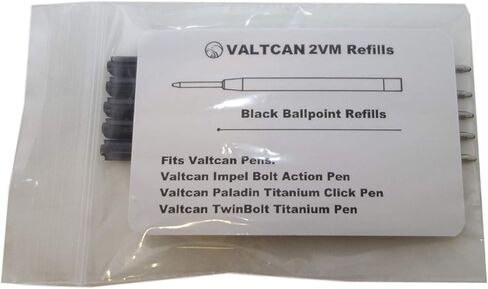 VALTCAN 2VM Refills
Black Ballpoint Refills
Fits Valtcan Pens:
Valtcan Impel Bolt Action Pen
Valtcan Paladin Titanium Click Pen
Valtcan TwinBolt Titanium Pen